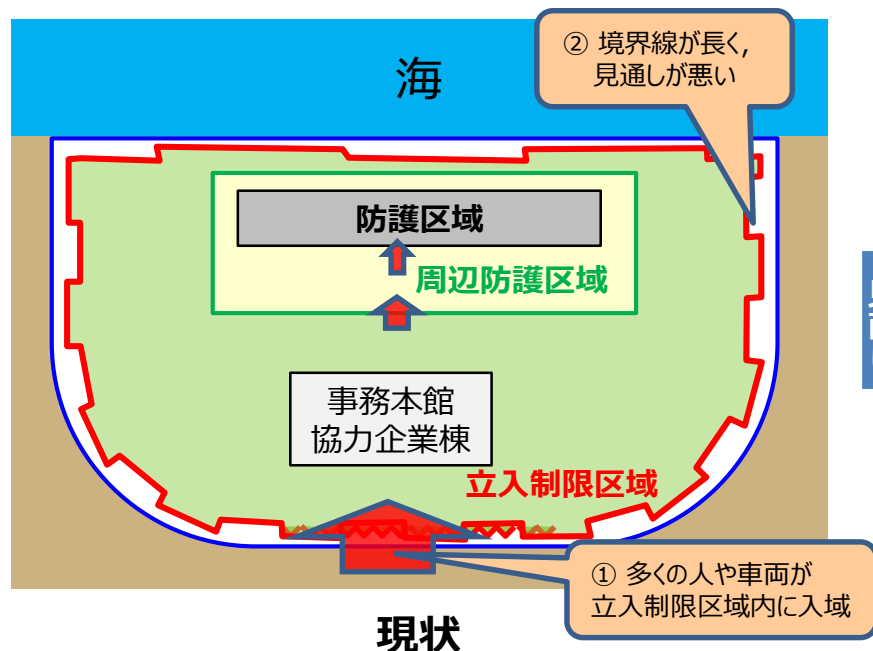 海
② 境界線が長く,
見通しが悪い
防護区域
周辺防護区域
事務本館
協力企業棟
立入制限区域
① 多くの人や車両が
立入制限区域内に入域
現状